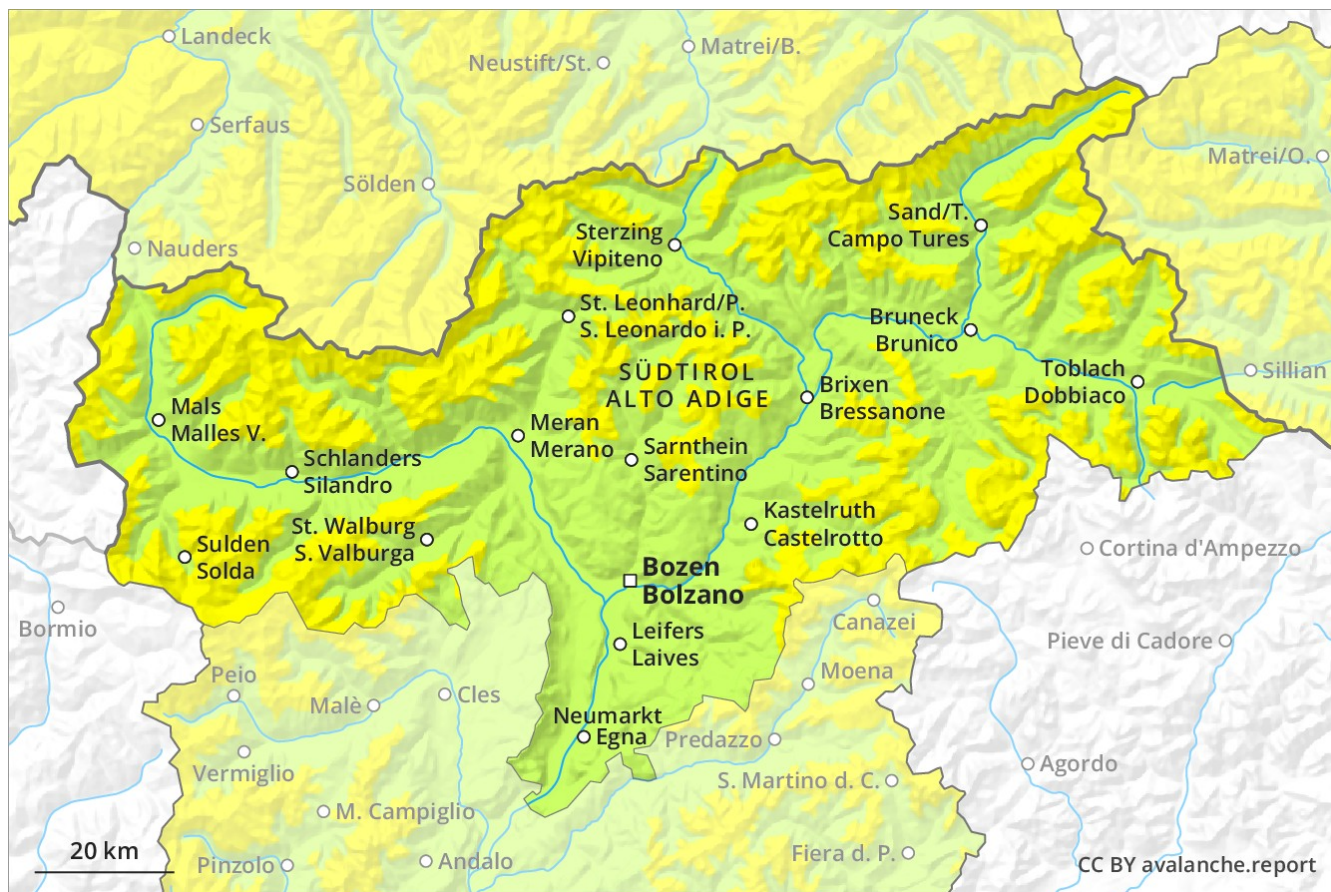 Landeck
Matrei/B.
Neustift/St.
Serfaus
Matrei/O.
Sölden
Sand/T.
Campo Tures
Sterzing
Vipiteno
Nauders
St. Leonhard/P.
S. Leonardo i. P.
Bruneck
Brunico
SÜDTIROL
ALTO ADIGE
Toblach
Dobbiaco
Sillian
Brixen
Bressanone
Mals
Malles V.
Meran
Merano
Sarnthein
Sarentino
Schlanders
Silandro
Kastelruth
Castelrotto
St. Walburg
S. Valburga
Sulden
Solda
Cortina d'Ampezzo
Bozen
Bolzano
Bormio
Canazei
Leifers
Laives
Pieve di Cadore
Peio
Moena
Malè
Cles
Neumarkt
Egna
Predazzo
Vermiglio
Agordo
S. Martino d. C.
M. Campiglio
20 km
Pinzolo
Andalo
Fiera d. P.
CC BY avalanche.report